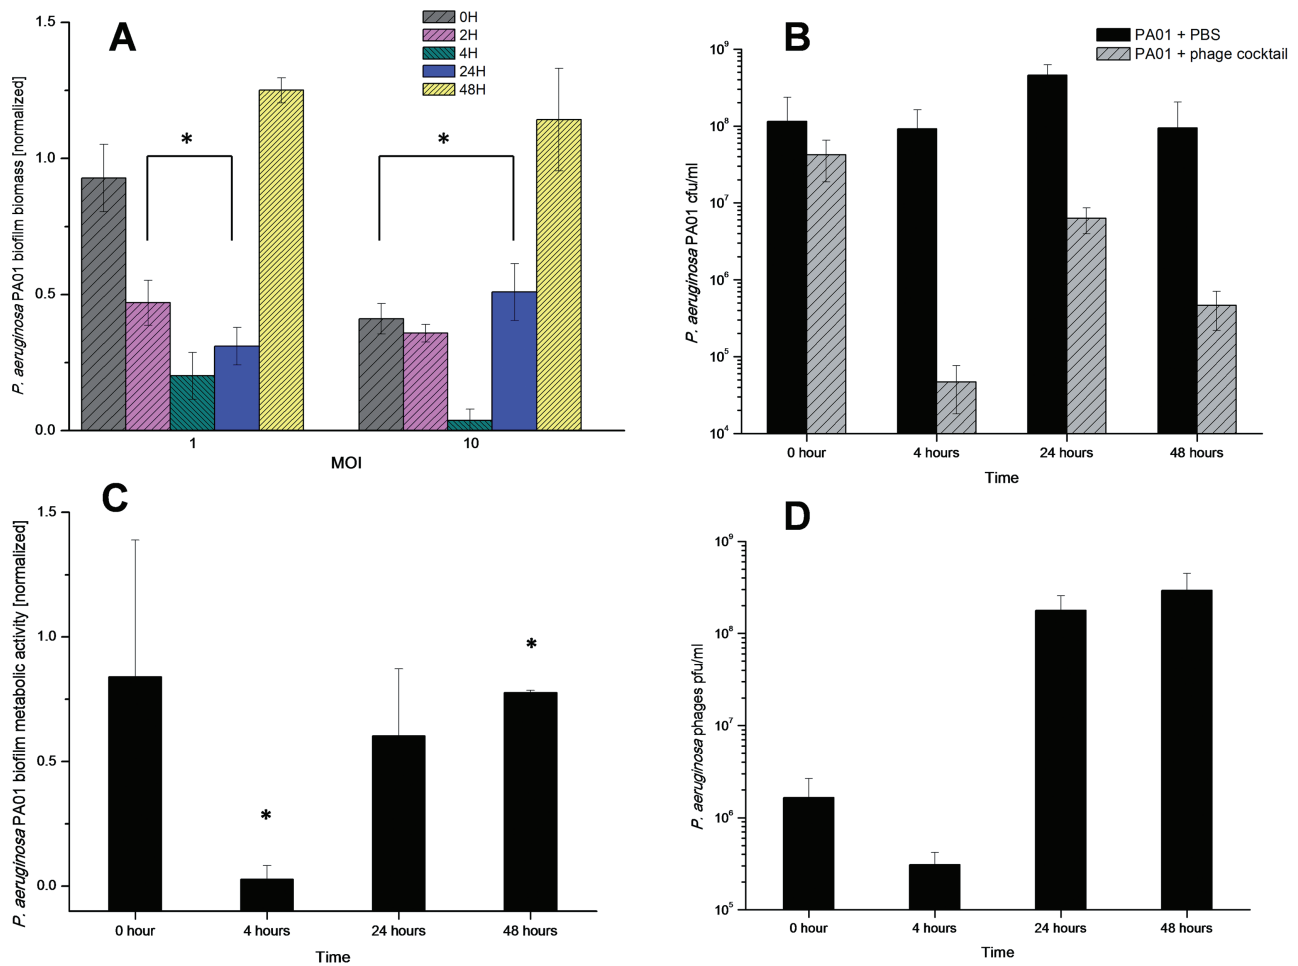 A
0H
2H
4H
24H
48H
1.5
1.0
0.5
0.0
P. aeruginosa PA01 biofilm biomass [normalized]
*
*
1
10
MOI
B
PA01 + PBS
PA01 + phage cocktail
10⁹
10⁸
10⁷
10⁶
10⁵
10⁴
P. aeruginosa PA01 cfu/ml
0 hour
4 hours
24 hours
48 hours
Time
C
1.5
1.0
0.5
0.0
P. aeruginosa PA01 biofilm metabolic activity [normalized]
*
*
0 hour
4 hours
24 hours
48 hours
Time
D
10⁹
10⁸
10⁷
10⁶
10⁵
P. aeruginosa phages pfu/ml
0 hour
4 hours
24 hours
48 hours
Time